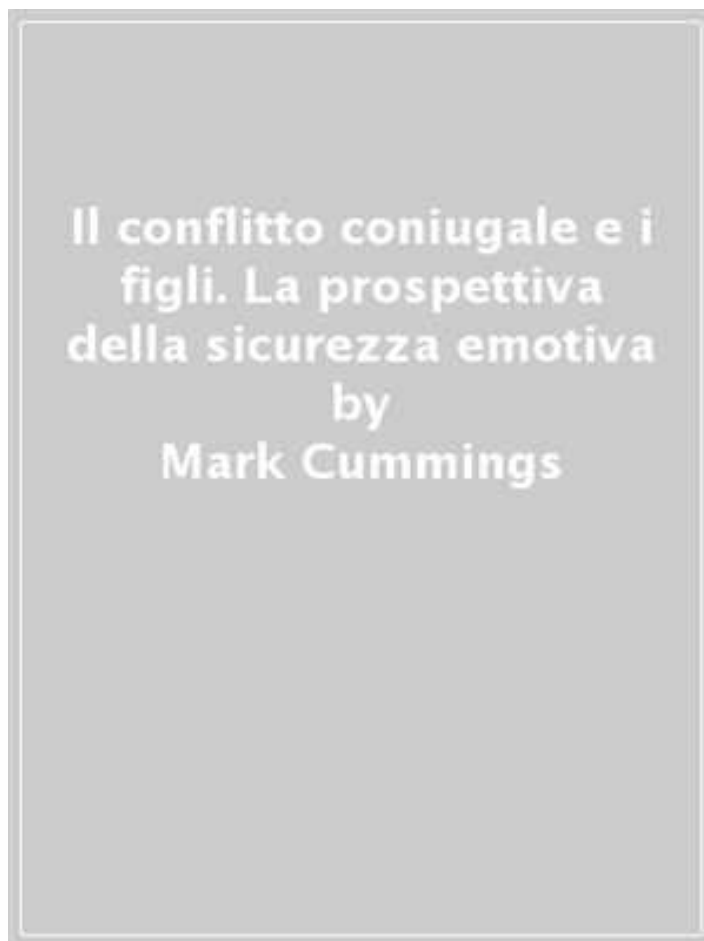 Il conflitto coniugale e i
figli. La prospettiva
della sicurezza emotiva
by
Mark Cummings